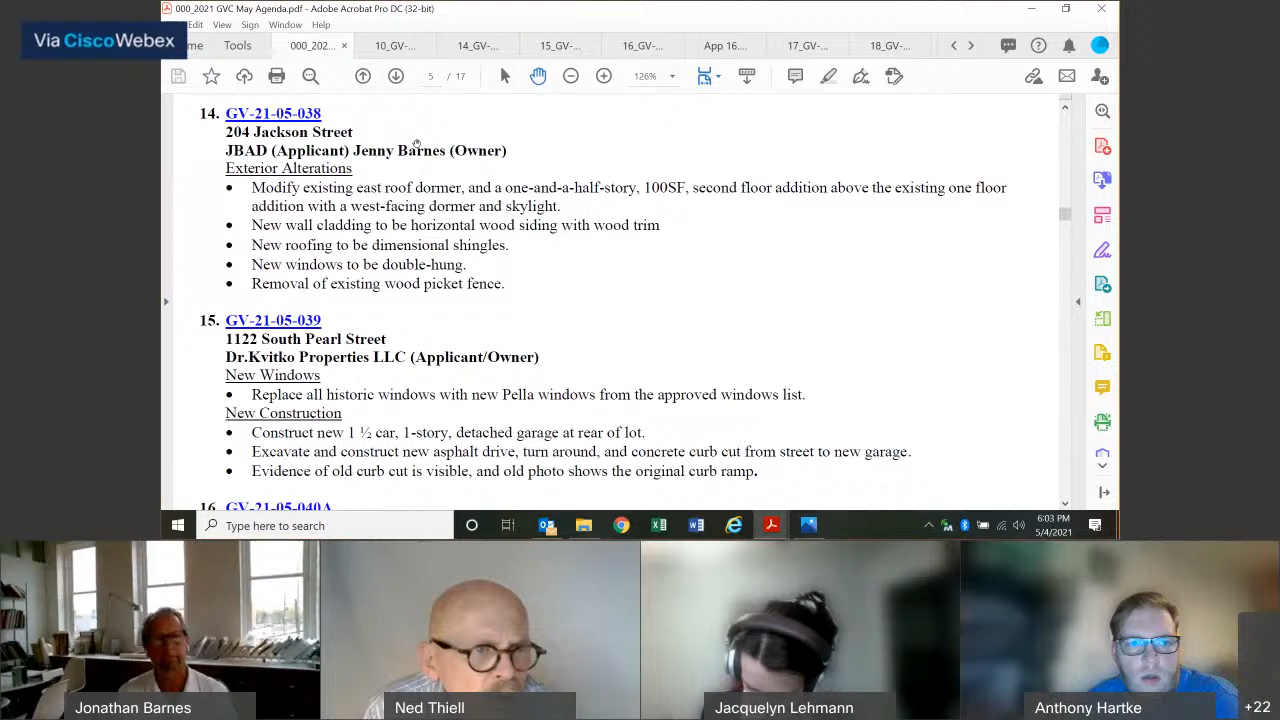 000_2021 GVC May Agenda.pdf - Adobe Acrobat Pro DC (32-bit)
Via Cisco Webex
Edit View Sign Window Help
me Tools 000_202... × 10_GV-... 14_GV-... 15_GV-... 16_GV-... App 16.... 17_GV-... 18_GV-...
5 / 17 126%
14. GV-21-05-038
204 Jackson Street
JBAD (Applicant) Jenny Barnes (Owner)
Exterior Alterations
• Modify existing east roof dormer, and a one-and-a-half-story, 100SF, second floor addition above the existing one floor
addition with a west-facing dormer and skylight.
• New wall cladding to be horizontal wood siding with wood trim
• New roofing to be dimensional shingles.
• New windows to be double-hung.
• Removal of existing wood picket fence.
15. GV-21-05-039
1122 South Pearl Street
Dr.Kvitko Properties LLC (Applicant/Owner)
New Windows
• Replace all historic windows with new Pella windows from the approved windows list.
New Construction
• Construct new 1 ½ car,1-story, detached garage at rear of lot.
• Excavate and construct new asphalt drive, turn around, and concrete curb cut from street to new garage.
• Evidence of old curb cut is visible, and old photo shows the original curb ramp.
16. GV-21-05-040A
Type here to search
6:03 PM
5/4/2021
Jonathan Barnes
Ned Thiell
Jacquelyn Lehmann
Anthony Hartke
+22